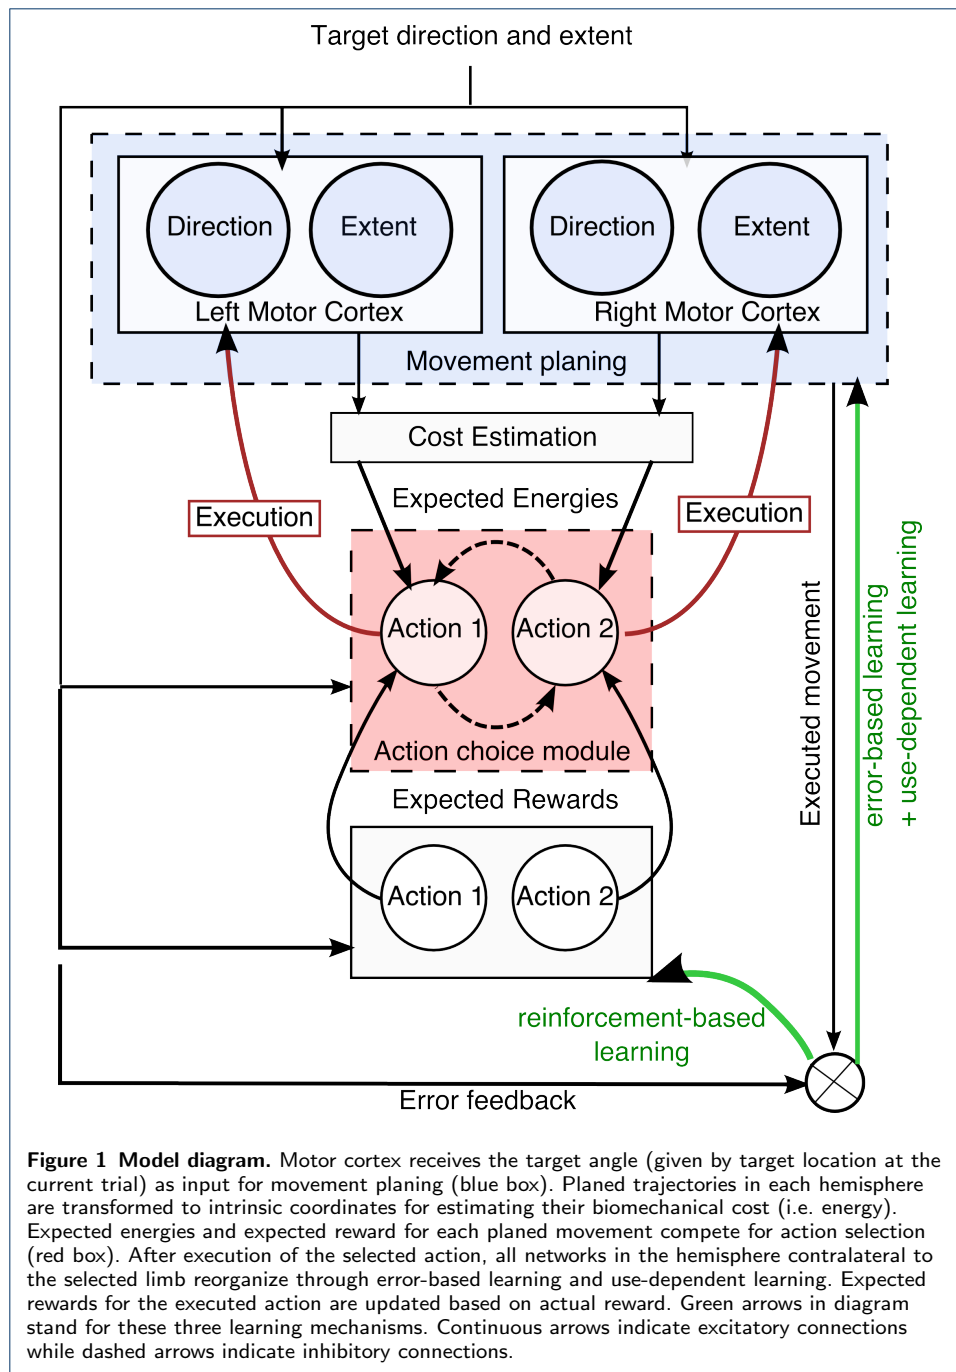 Target direction and extent
Direction
Extent
Direction
Extent
Left Motor Cortex
Right Motor Cortex
Movement planing
Cost Estimation
Expected Energies
Execution
Execution
Action 1
Action 2
Action choice module
Expected Rewards
Action 1
Action 2
Executed movement
error-based learning
+ use-dependent learning
reinforcement-based
learning
Error feedback
Figure 1 Model diagram. Motor cortex receives the target angle (given by target location at the
current trial) as input for movement planing (blue box). Planed trajectories in each hemisphere
are transformed to intrinsic coordinates for estimating their biomechanical cost (i.e. energy).
Expected energies and expected reward for each planed movement compete for action selection
(red box). After execution of the selected action, all networks in the hemisphere contralateral to
the selected limb reorganize through error-based learning and use-dependent learning. Expected
rewards for the executed action are updated based on actual reward. Green arrows in diagram
stand for these three learning mechanisms. Continuous arrows indicate excitatory connections
while dashed arrows indicate inhibitory connections.